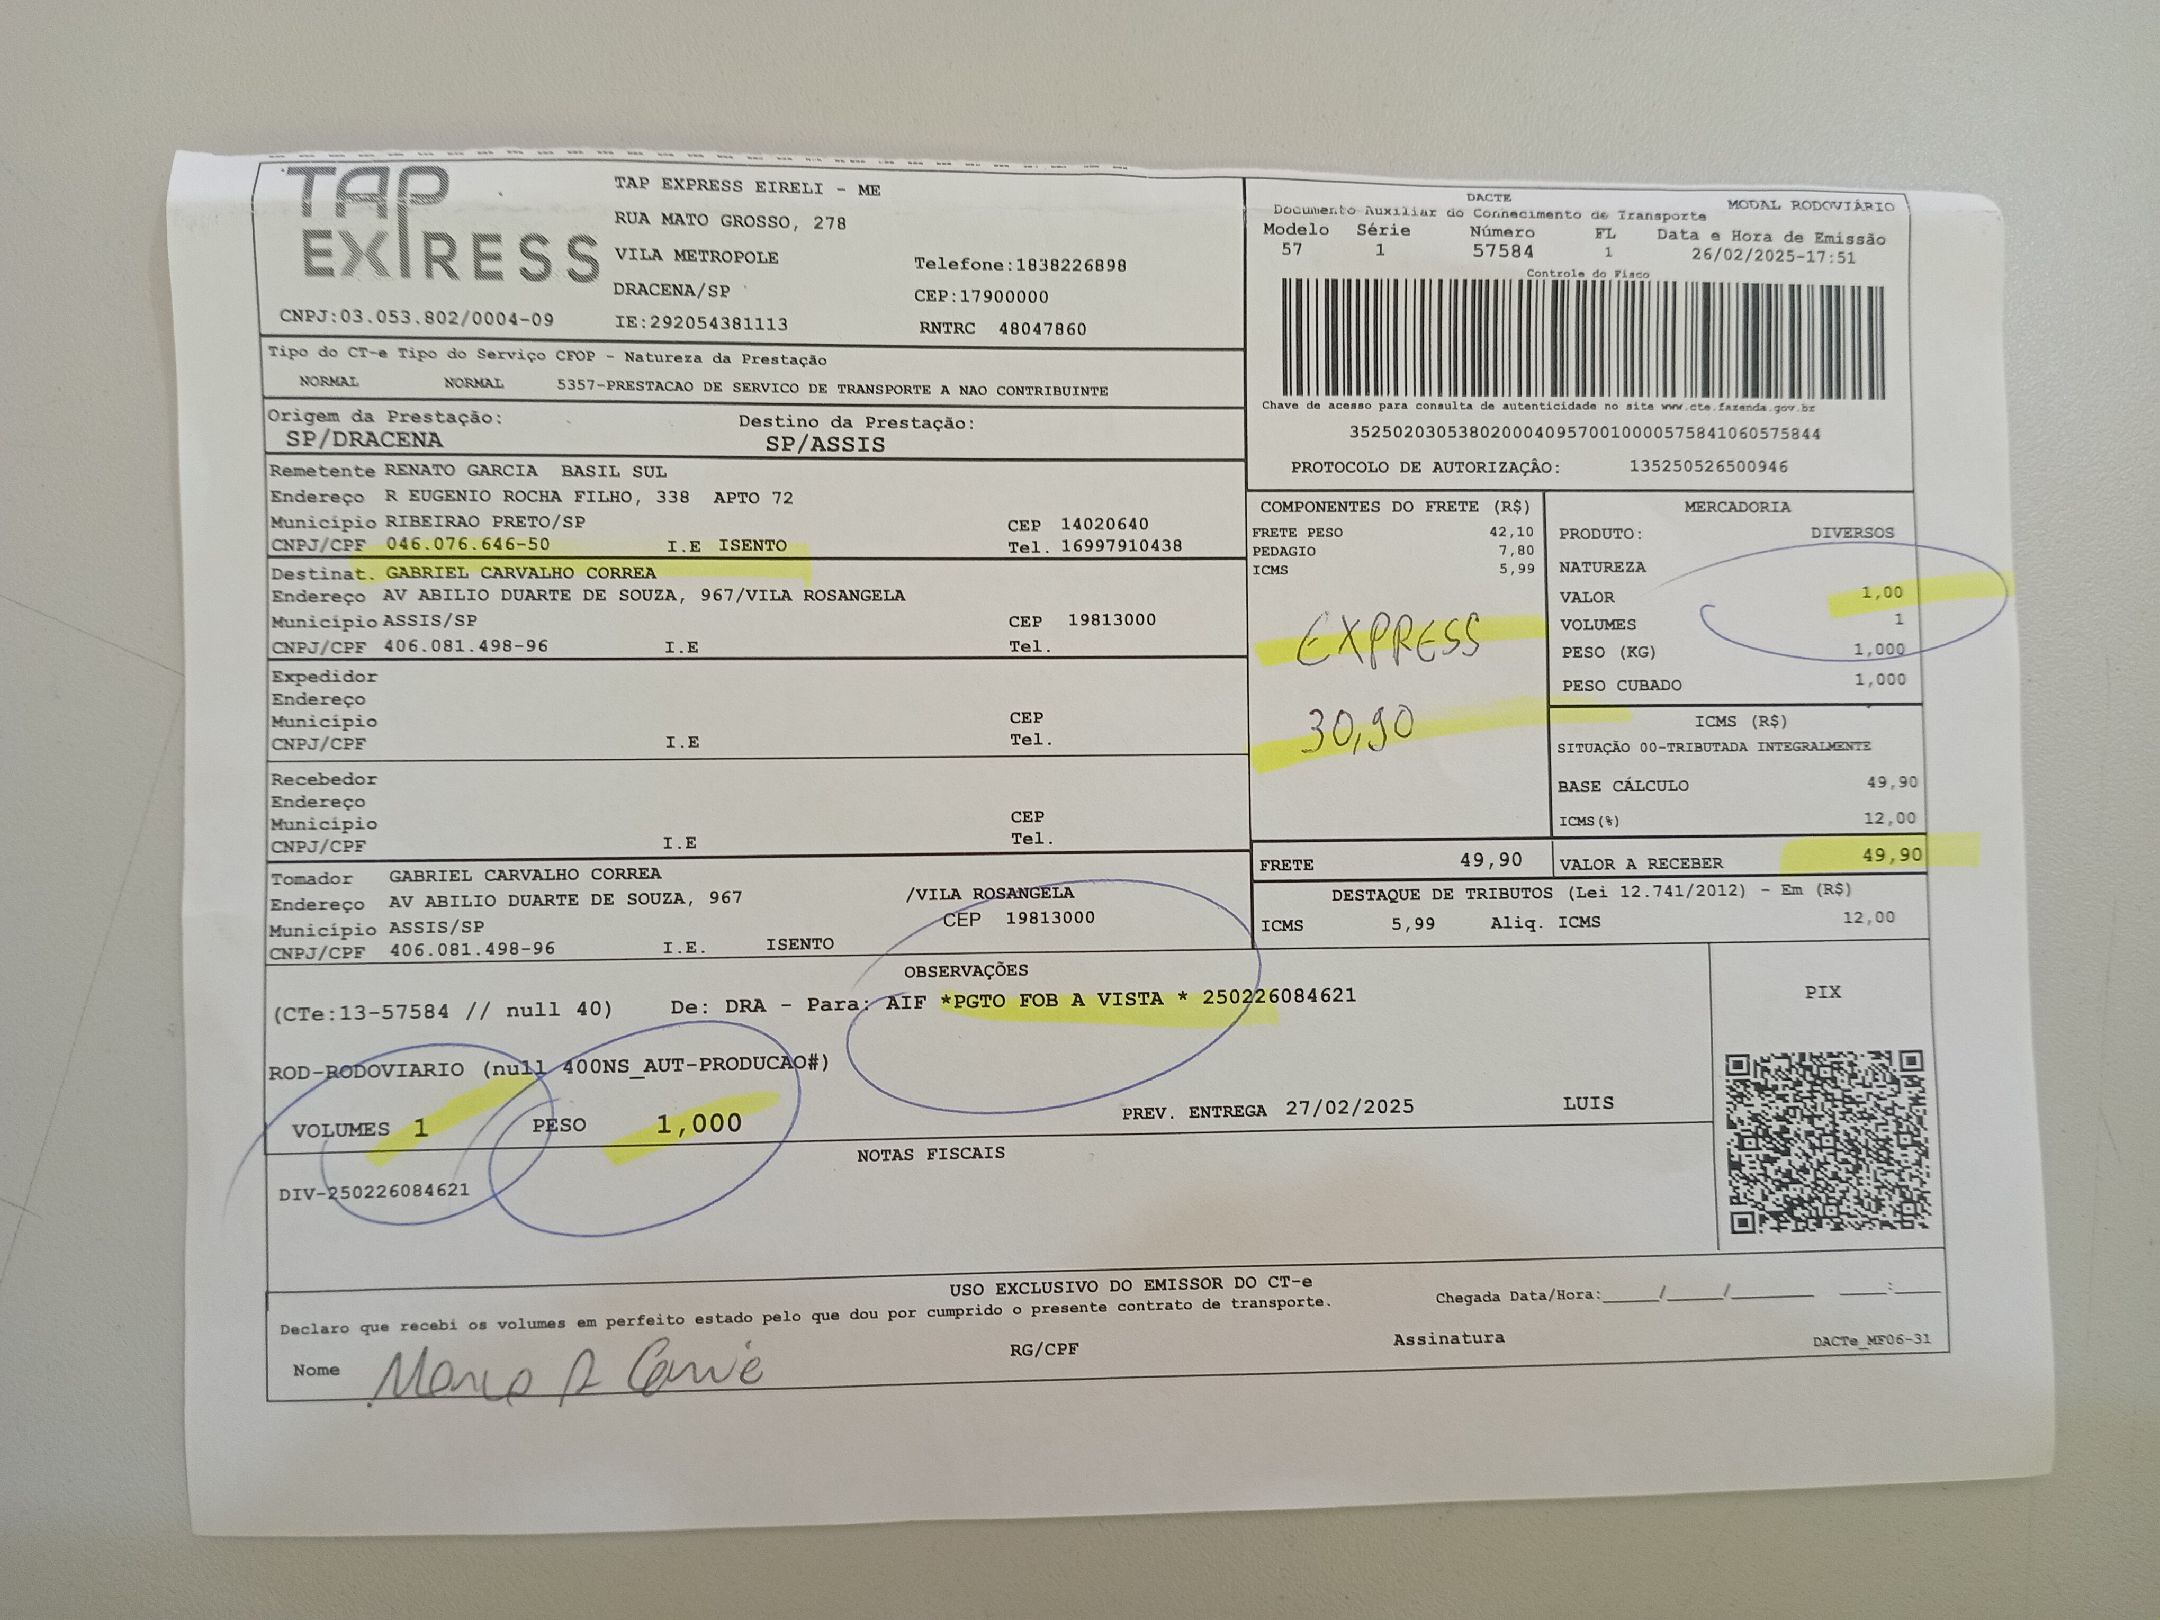 TAP
EXPRESS
CNPJ:03.053.802/0004-09
TAP EXPRESS EIRELI - ME
RUA MATO GROSSO, 278
VILA METROPOLE
DRACENA/SP
IE:292054381113
Telefone:1838226898
CEP:17900000
RNTRC 48047860
DACTE
Documento Auxiliar do Conhecimento de Transporte
MODAL RODOVIÁRIO
Modelo Série Número FL Data e Hora de Emissão
57 1 57584 1 26/02/2025-17:51
Controle do Fisco
Chave de acesso para consulta de autenticidade no site www.cte.fazenda.gov.br
35250203053802000409570010000575841060575844
PROTOCOLO DE AUTORIZAÇÂO: 135250526500946
Tipo do CT-e Tipo do Serviço CFOP - Natureza da Prestação
NORMAL NORMAL 5357-PRESTACAO DE SERVICO DE TRANSPORTE A NAO CONTRIBUINTE
Origem da Prestação: Destino da Prestação:
SP/DRACENA SP/ASSIS
Remetente RENATO GARCIA BASIL SUL
Endereço R EUGENIO ROCHA FILHO, 338 APTO 72
Município RIBEIRAO PRETO/SP CEP 14020640
CNPJ/CPF 046.076.646-50 I.E ISENTO Tel. 16997910438
Destinat. GABRIEL CARVALHO CORREA
Endereço AV ABILIO DUARTE DE SOUZA, 967/VILA ROSANGELA
Município ASSIS/SP CEP 19813000
CNPJ/CPF 406.081.498-96 I.E Tel.
Expedidor
Endereço
Município CEP
CNPJ/CPF I.E Tel.
Recebedor
Endereço
Município CEP
CNPJ/CPF I.E Tel.
Tomador GABRIEL CARVALHO CORREA
Endereço AV ABILIO DUARTE DE SOUZA, 967 /VILA ROSANGELA
Município ASSIS/SP CEP 19813000
CNPJ/CPF 406.081.498-96 I.E. ISENTO
COMPONENTES DO FRETE (R$)
FRETE PESO 42,10
PEDAGIO 7,80
ICMS 5,99
EXPRESS
30,90
MERCADORIA
PRODUTO: DIVERSOS
NATUREZA
VALOR 1,00
VOLUMES 1
PESO (KG) 1,000
PESO CUBADO 1,000
ICMS (R$)
SITUAÇÃO 00-TRIBUTADA INTEGRALMENTE
BASE CÁLCULO 49,90
ICMS(%) 12,00
FRETE 49,90 VALOR A RECEBER 49,90
DESTAQUE DE TRIBUTOS (Lei 12.741/2012) - Em (R$)
ICMS 5,99 Aliq. ICMS 12,00
OBSERVAÇÕES
(CTe:13-57584 // null 40) De: DRA - Para: AIF *PGTO FOB A VISTA * 250226084621
ROD-RODOVIARIO (null 400NS_AUT-PRODUCAO#)
VOLUMES 1 PESO 1,000 PREV. ENTREGA 27/02/2025 LUIS
PIX
NOTAS FISCAIS
DIV-250226084621
USO EXCLUSIVO DO EMISSOR DO CT-e
Declaro que recebi os volumes em perfeito estado pelo que dou por cumprido o presente contrato de transporte.
Chegada Data/Hora:_____/_____/_______ ____:____
Nome RG/CPF Assinatura DACTe_MF06-31